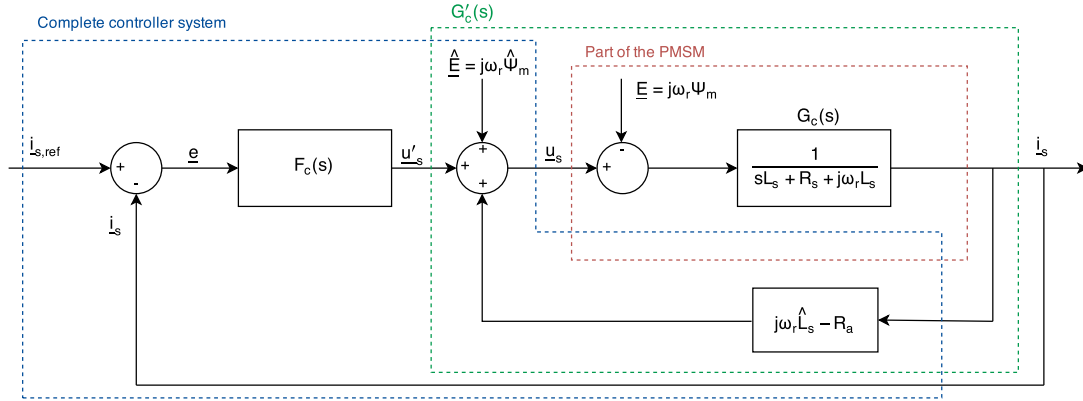 G'c(s)
Complete controller system
Part of the PMSM
Ê = jωrΨ̂m
E = jωrΨm
Gc(s)
is,ref
+
-
e
Fc(s)
u's
+
+
+
us
+
-
1
sLs + Rs + jωrLs
is
is
jωrL̂s – Ra